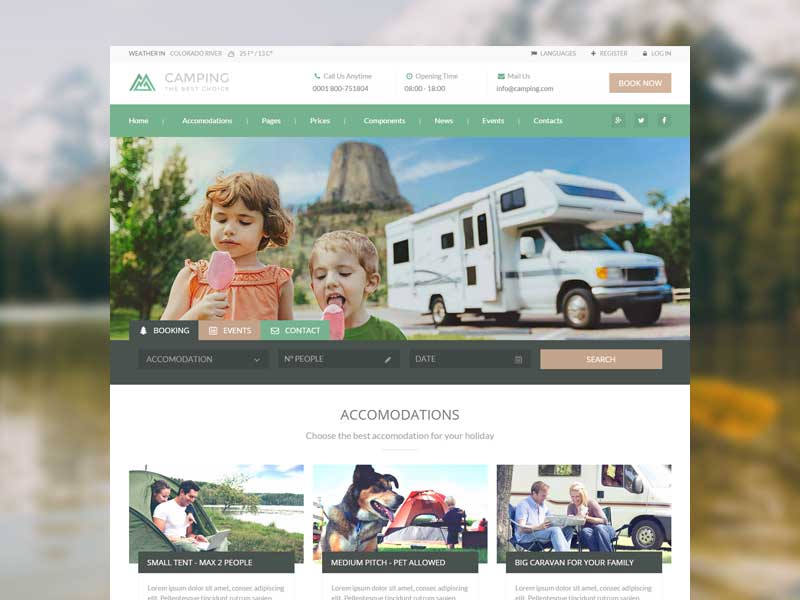 WEATHER IN COLORADO RIVER 25 F° / 13 C°
LANGUAGES REGISTER LOG IN
CAMPING
THE BEST CHOICE
Call Us Anytime
0001 800-751804
Opening Time
08:00 - 18:00
Mail Us
info@camping.com
BOOK NOW
Home | Accomodations | Pages | Prices | Components | News | Events | Contacts
BOOKING EVENTS CONTACT
ACCOMODATION N° PEOPLE DATE SEARCH
ACCOMODATIONS
Choose the best accomodation for your holiday
SMALL TENT - MAX 2 PEOPLE
Lorem ipsum dolor sit amet, consec adipiscing
elit. Pellentesque tincidunt rutrum sapien
MEDIUM PITCH - PET ALLOWED
Lorem ipsum dolor sit amet, consec adipiscing
elit. Pellentesque tincidunt rutrum sapien
BIG CARAVAN FOR YOUR FAMILY
Lorem ipsum dolor sit amet, consec adipiscing
elit. Pellentesque tincidunt rutrum sapien